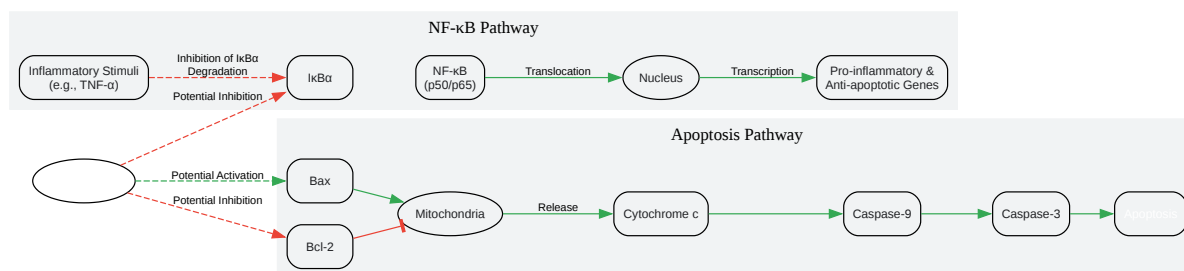 NF-κB Pathway
Inflammatory Stimuli
(e.g., TNF-α)
Inhibition of IκBα
Degradation
IκBα
NF-κB
(p50/p65)
Translocation
Nucleus
Transcription
Pro-inflammatory &
Anti-apoptotic Genes
Potential Inhibition
Apoptosis Pathway
Potential Activation
Bax
Potential Inhibition
Bcl-2
Mitochondria
Release
Cytochrome c
Caspase-9
Caspase-3
Apoptosis